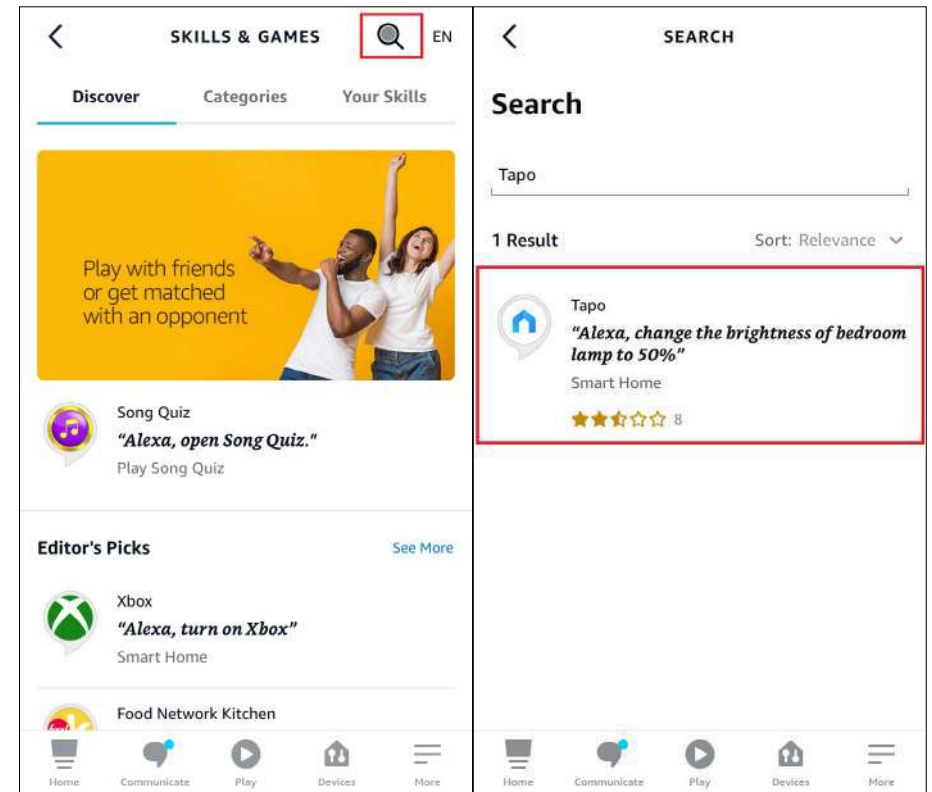 SKILLS & GAMES
EN
Discover
Categories
Your Skills
Play with friends
or get matched
with an opponent
Song Quiz
“Alexa, open Song Quiz."
Play Song Quiz
Editor's Picks
See More
Xbox
“Alexa, turn on Xbox”
Smart Home
Food Network Kitchen
Home
Communicate
Play
Devices
More
SEARCH
Search
Tapo
1 Result
Sort: Relevance
Tapo
“Alexa, change the brightness of bedroom
lamp to 50%”
Smart Home
8
Home
Communicate
Play
Devices
More